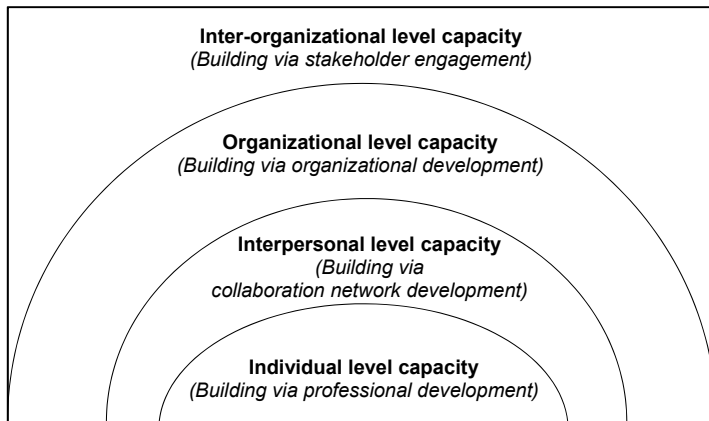 Inter-organizational level capacity
(Building via stakeholder engagement)
Organizational level capacity
(Building via organizational development)
Interpersonal level capacity
(Building via
collaboration network development)
Individual level capacity
(Building via professional development)